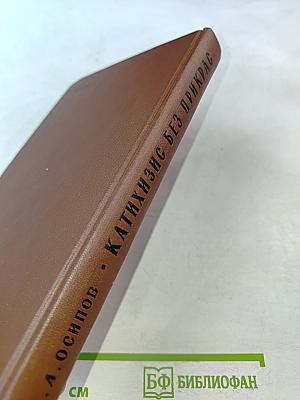 . А. ОСИПОВ • КАТИХИЗИС БЕЗ ПРИКРАС
СМ
БФ БИБЛИОФАН